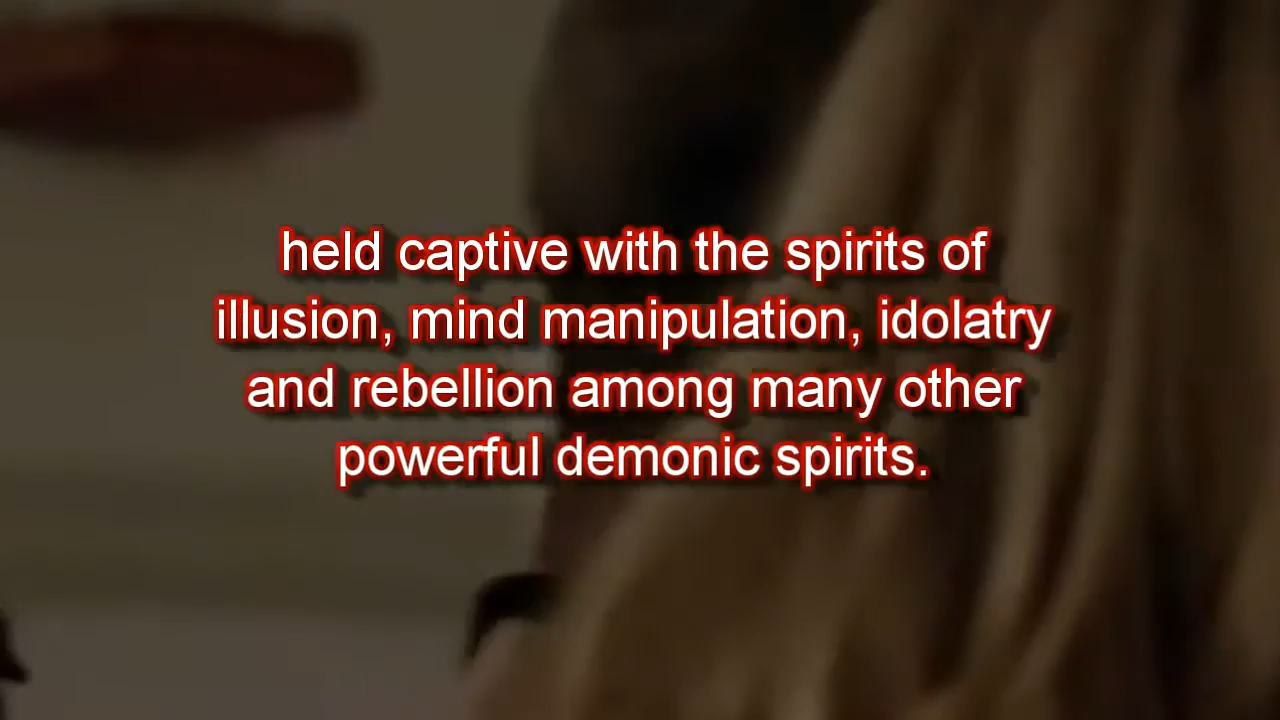 held captive with the spirits of
illusion, mind manipulation, idolatry
and rebellion among many other
powerful demonic spirits.